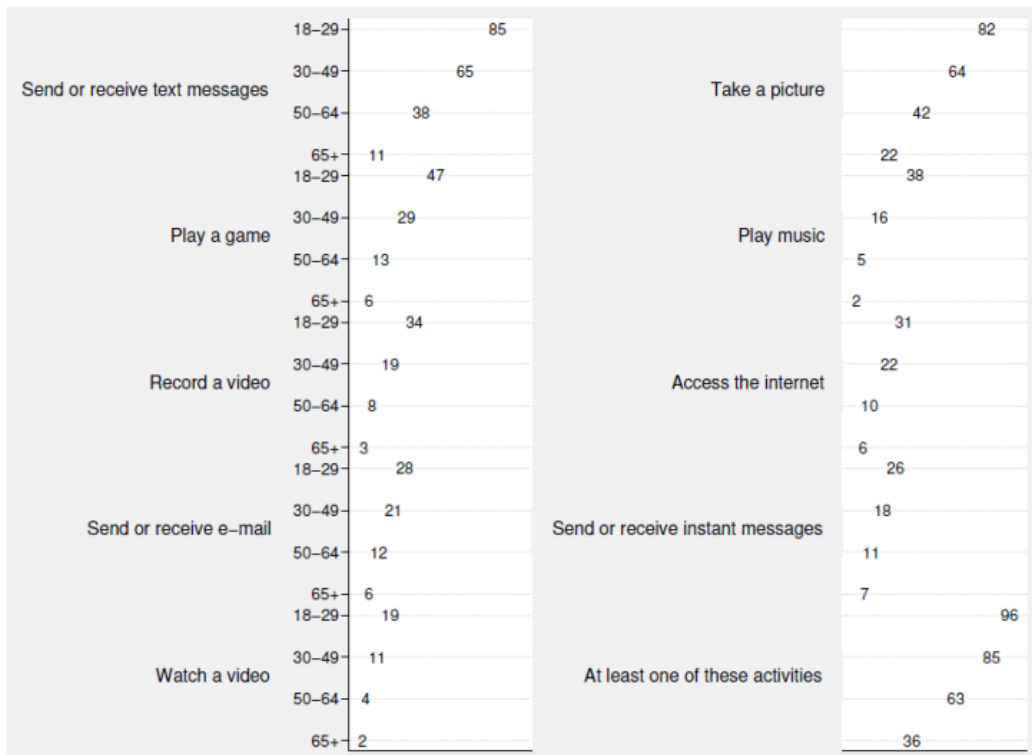 18–29 85 82
30–49 65 64
Send or receive text messages Take a picture
50–64 38 42
65+ 11 22
18–29 47 38
30–49 29 16
Play a game Play music
50–64 13 5
65+ 6 2
18–29 34 31
30–49 19 22
Record a video Access the internet
50–64 8 10
65+ 3 6
18–29 28 26
30–49 21 18
Send or receive e–mail Send or receive instant messages
50–64 12 11
65+ 6 7
18–29 19 96
30–49 11 85
Watch a video At least one of these activities
50–64 4 63
65+ 2 36